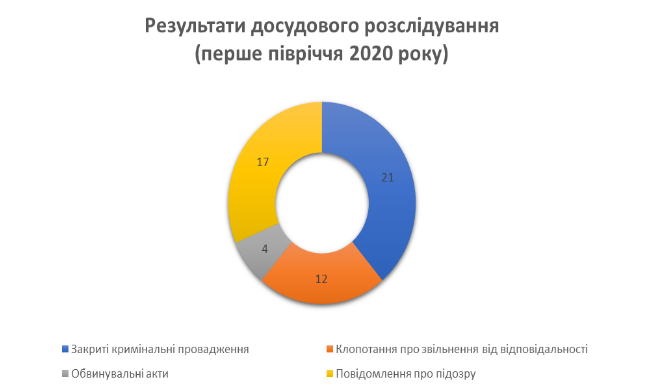 Результати досудового розслідування
(перше півріччя 2020 року)
17
21
4
12
Закриті кримінальні провадження
Клопотання про звільнення від відповідальності
Обвинувальні акти
Повідомлення про підозру